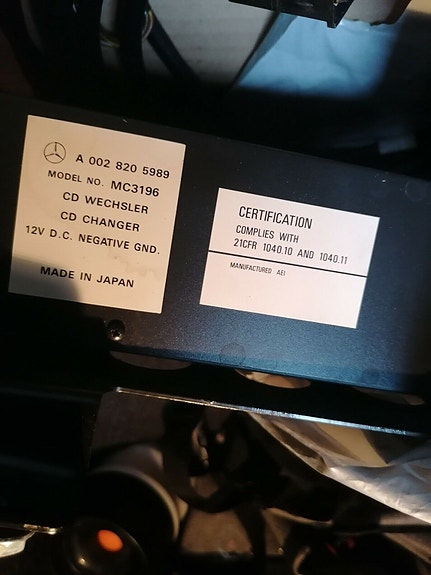 A 002 820 5989
MODEL NO. MC3196
CD WECHSLER
CD CHANGER
12V D.C. NEGATIVE GND.
MADE IN JAPAN
CERTIFICATION
COMPLIES WITH
21CFR 1040.10 AND 1040.11
MANUFACTURED AEI